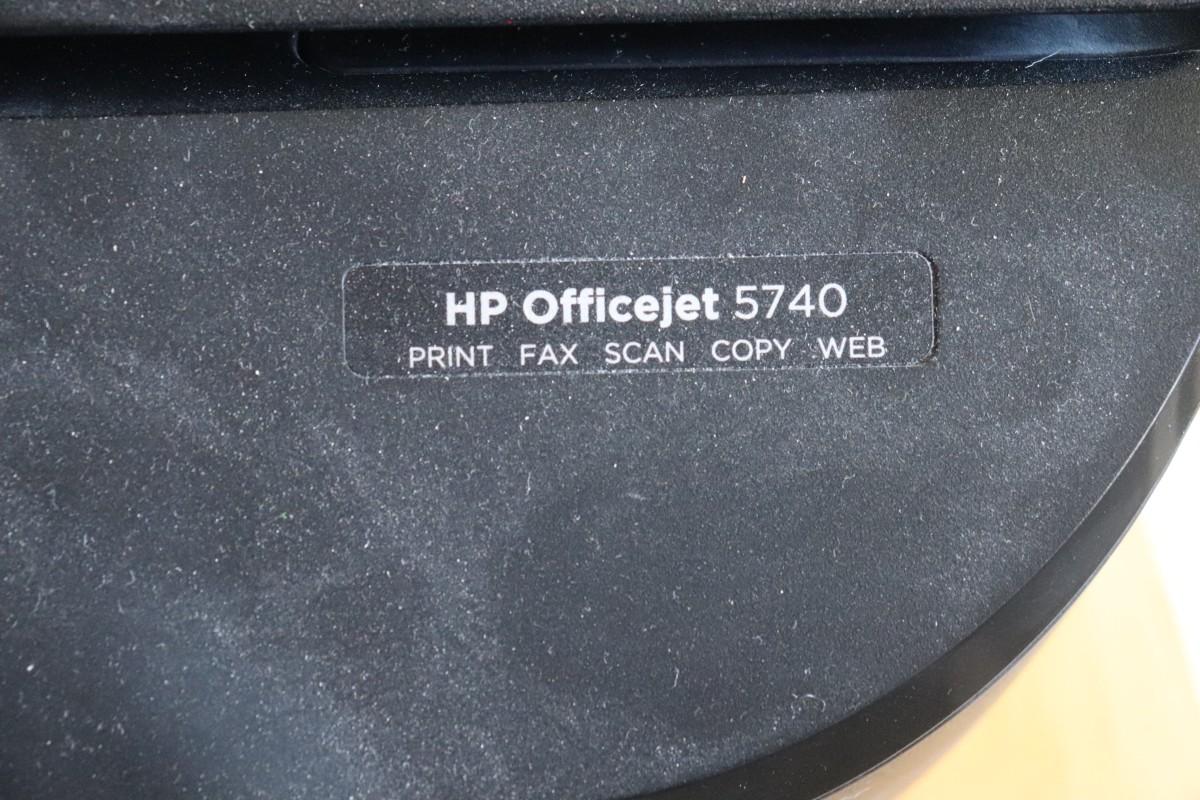 HP Officejet 5740
PRINT FAX SCAN COPY WEB